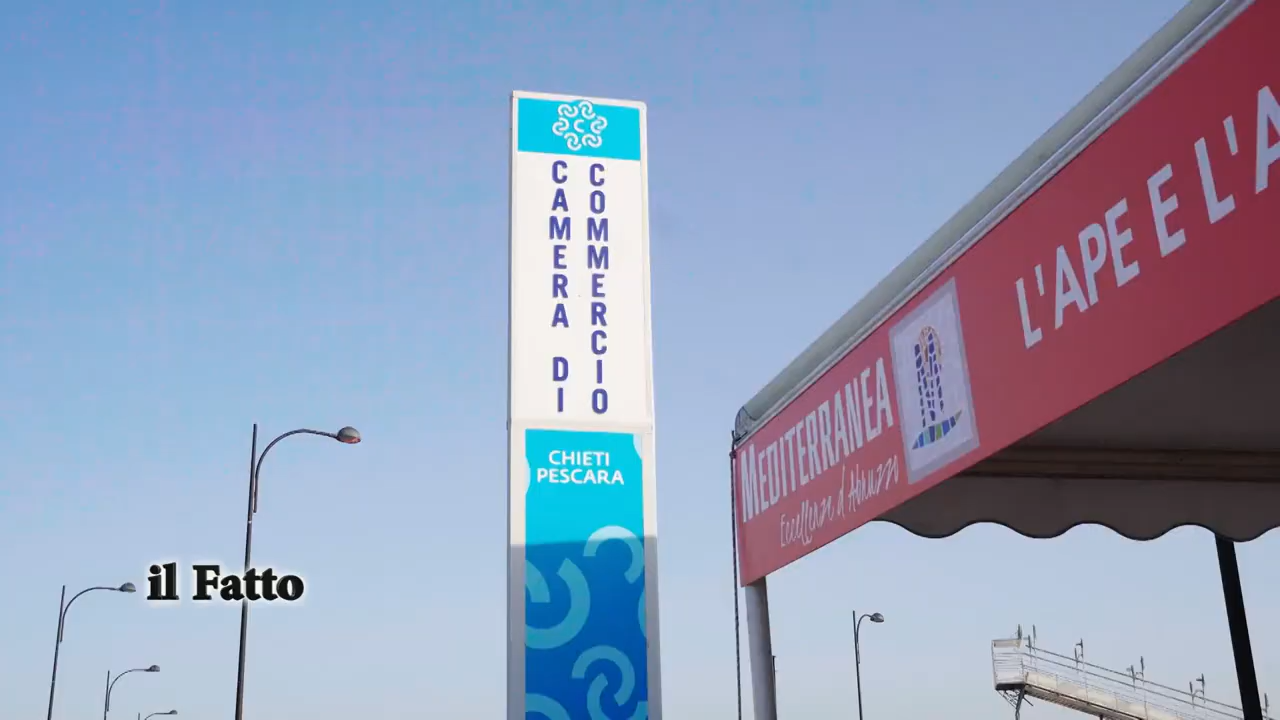 C
CAMERA DI
COMMERCIO
CHIETI
PESCARA
MEDITERRANEA
Eccellenze d'Abruzzo
L'APE E L'A
il Fatto